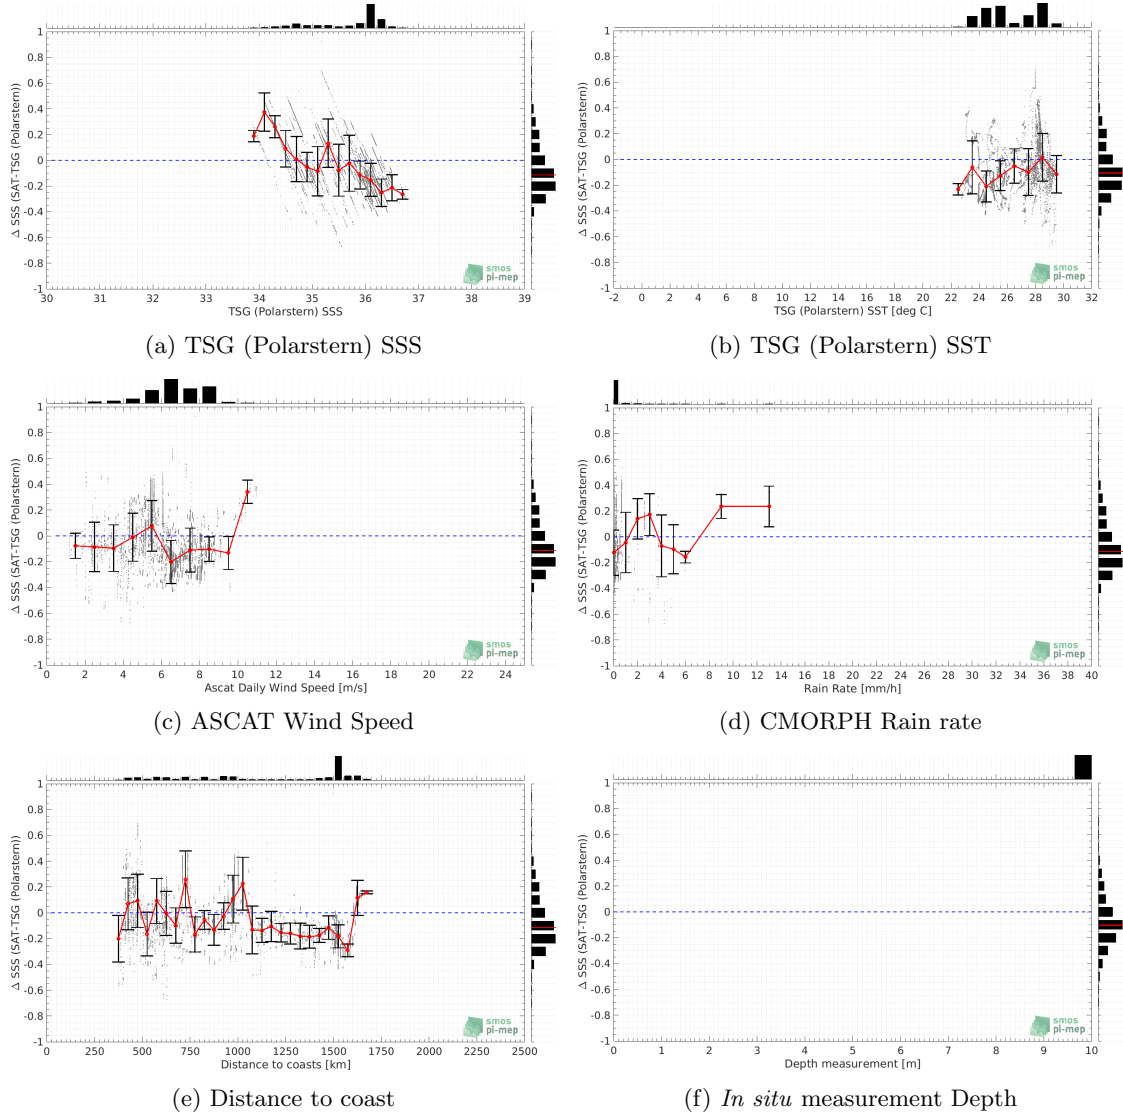 1
0.8
0.6
0.4
0.2
0
-0.2
-0.4
-0.6
-0.8
-1
Δ SSS (SAT-TSG (Polarstern))
30 31 32 33 34 35 36 37 38 39
TSG (Polarstern) SSS
smos
pi-mep
(a) TSG (Polarstern) SSS
1
0.8
0.6
0.4
0.2
0
-0.2
-0.4
-0.6
-0.8
-1
Δ SSS (SAT-TSG (Polarstern))
-2 0 2 4 6 8 10 12 14 16 18 20 22 24 26 28 30 32
TSG (Polarstern) SST [deg C]
smos
pi-mep
(b) TSG (Polarstern) SST
1
0.8
0.6
0.4
0.2
0
-0.2
-0.4
-0.6
-0.8
-1
Δ SSS (SAT-TSG (Polarstern))
0 2 4 6 8 10 12 14 16 18 20 22 24
Ascat Daily Wind Speed [m/s]
smos
pi-mep
(c) ASCAT Wind Speed
1
0.8
0.6
0.4
0.2
0
-0.2
-0.4
-0.6
-0.8
-1
Δ SSS (SAT-TSG (Polarstern))
0 2 4 6 8 10 12 14 16 18 20 22 24 26 28 30 32 34 36 38 40
Rain Rate [mm/h]
smos
pi-mep
(d) CMORPH Rain rate
1
0.8
0.6
0.4
0.2
0
-0.2
-0.4
-0.6
-0.8
-1
Δ SSS (SAT-TSG (Polarstern))
0 250 500 750 1000 1250 1500 1750 2000 2250 2500
Distance to coasts [km]
smos
pi-mep
(e) Distance to coast
1
0.8
0.6
0.4
0.2
0
-0.2
-0.4
-0.6
-0.8
-1
Δ SSS (SAT-TSG (Polarstern))
0 1 2 3 4 5 6 7 8 9 10
Depth measurement [m]
smos
pi-mep
(f) In situ measurement Depth